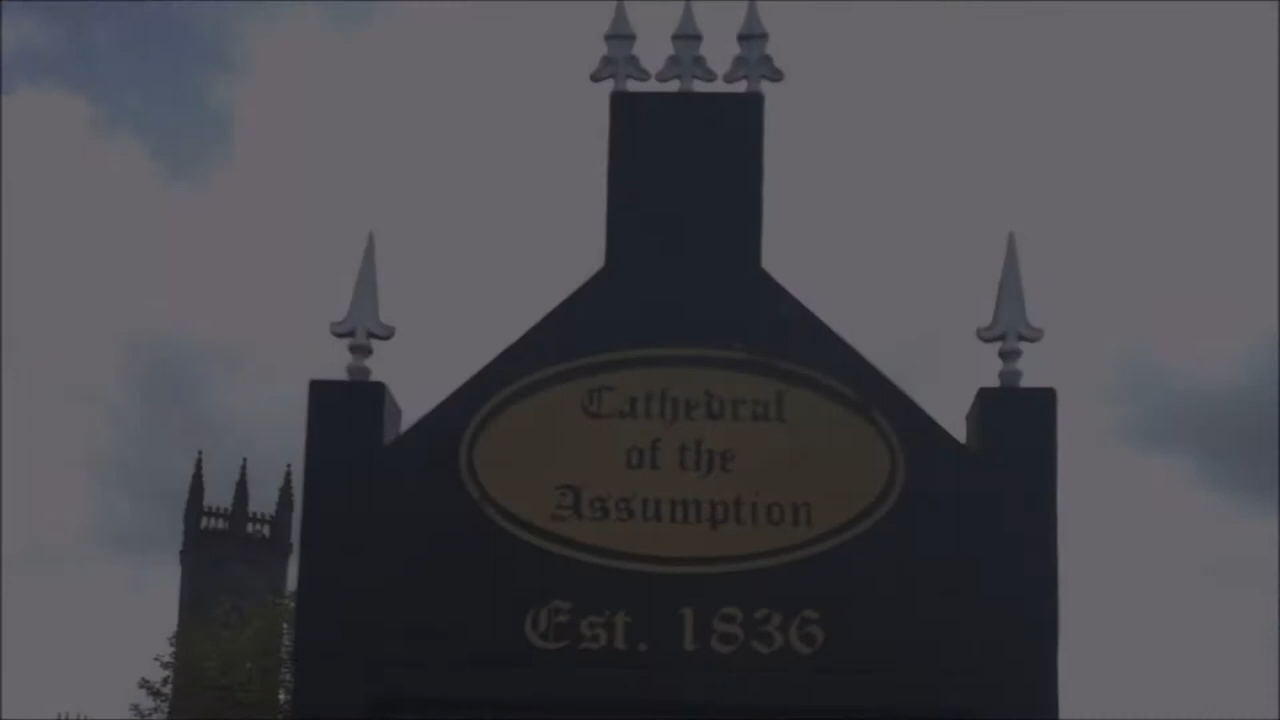 Cathedral
of the
Assumption
Est. 1836